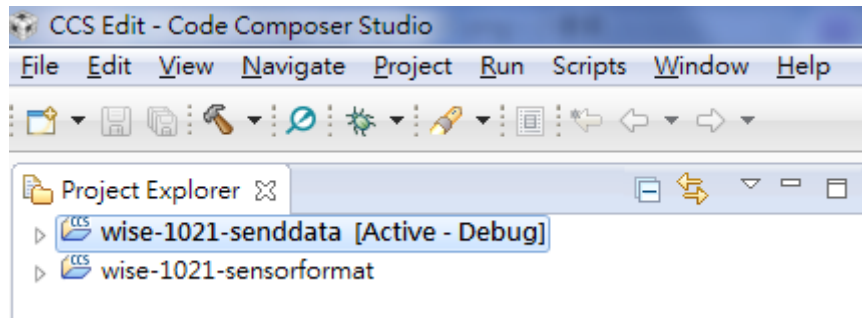 CCS Edit - Code Composer Studio
File Edit View Navigate Project Run Scripts Window Help
Project Explorer
wise-1021-senddata [Active - Debug]
wise-1021-sensorformat